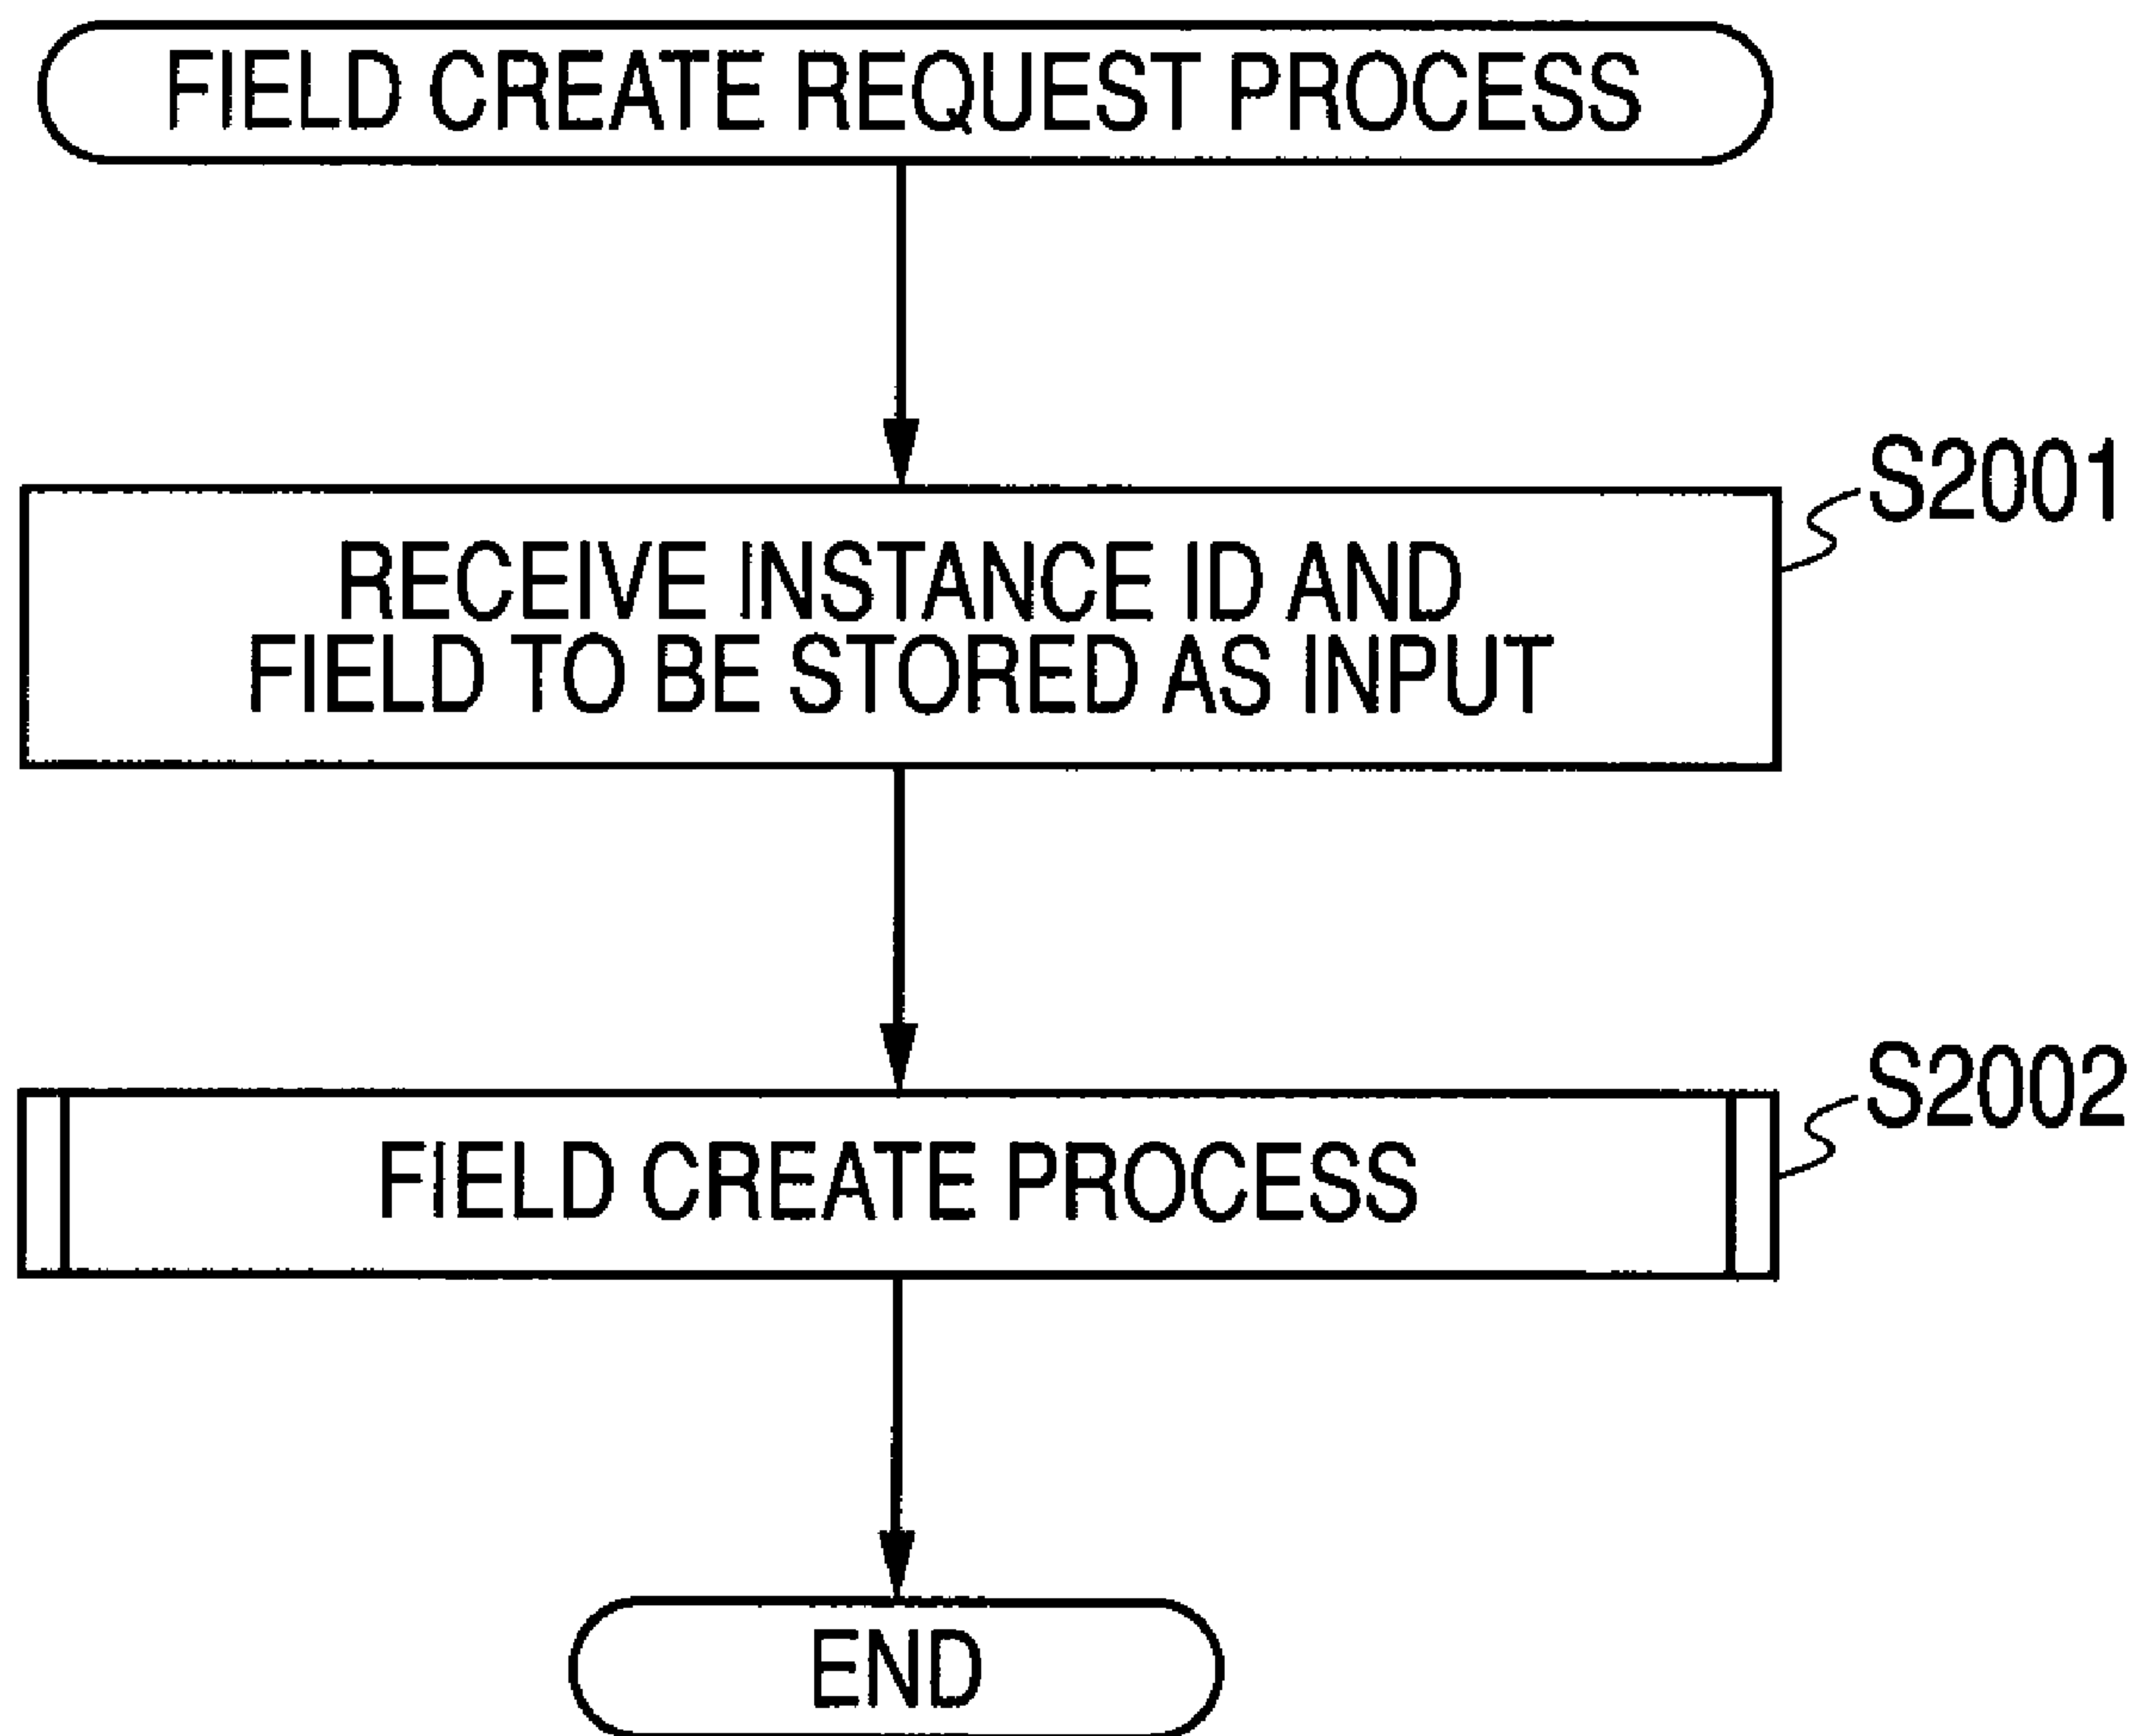 FIELD CREATE REQUEST PROCESS
S2001
RECEIVE INSTANCE ID AND
FIELD TO BE STORED AS INPUT
S2002
FIELD CREATE PROCESS
END